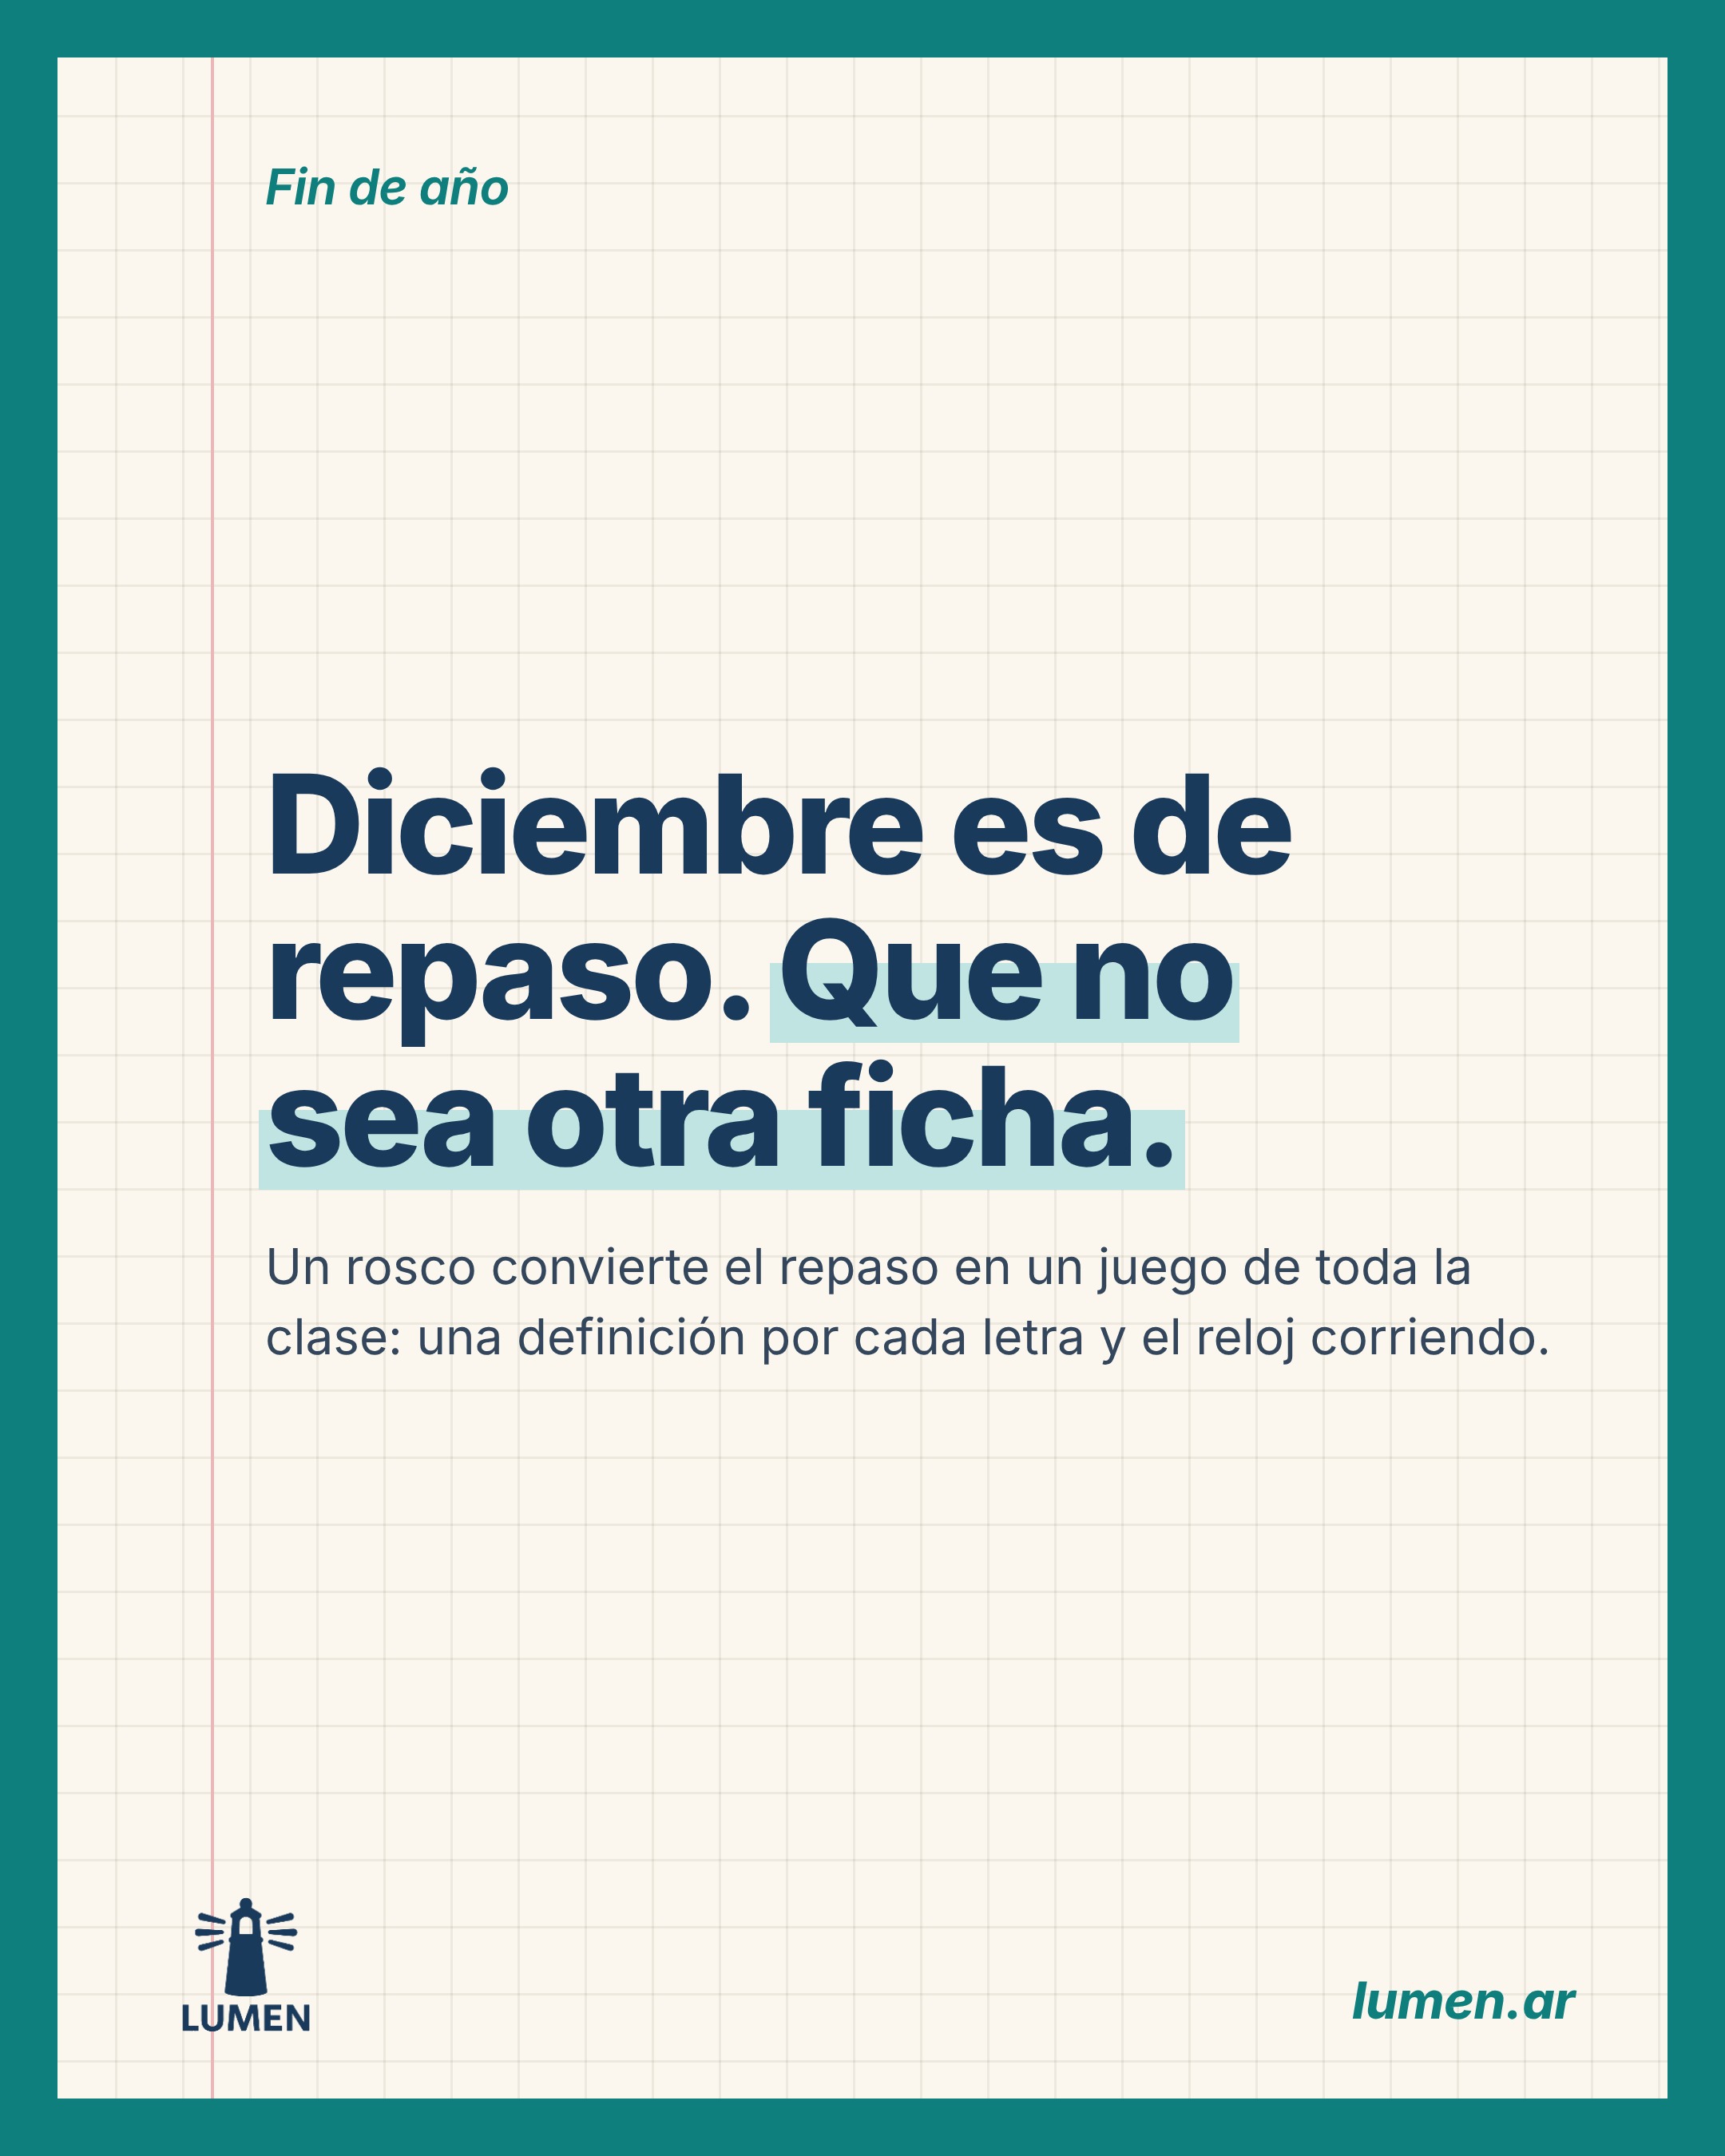 Fin de año
Diciembre es de
repaso. Que no
sea otra ficha.
Un rosco convierte el repaso en un juego de toda la
clase: una definición por cada letra y el reloj corriendo.
LUMEN
lumen.ar